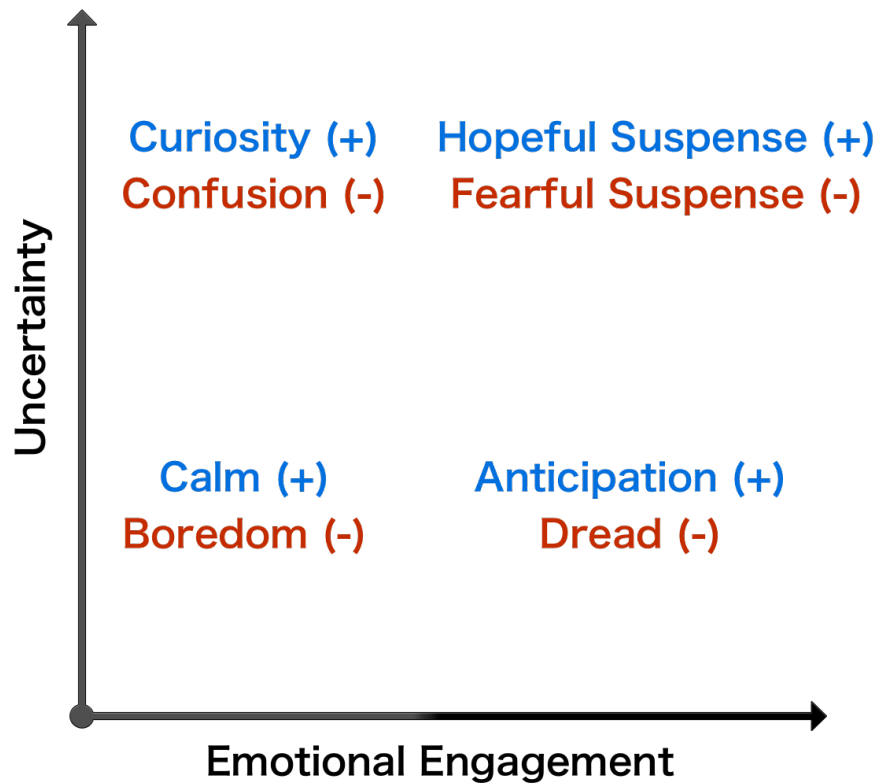 Curiosity (+)
Confusion (-)
Hopeful Suspense (+)
Fearful Suspense (-)
Uncertainty
Calm (+)
Boredom (-)
Anticipation (+)
Dread (-)
Emotional Engagement